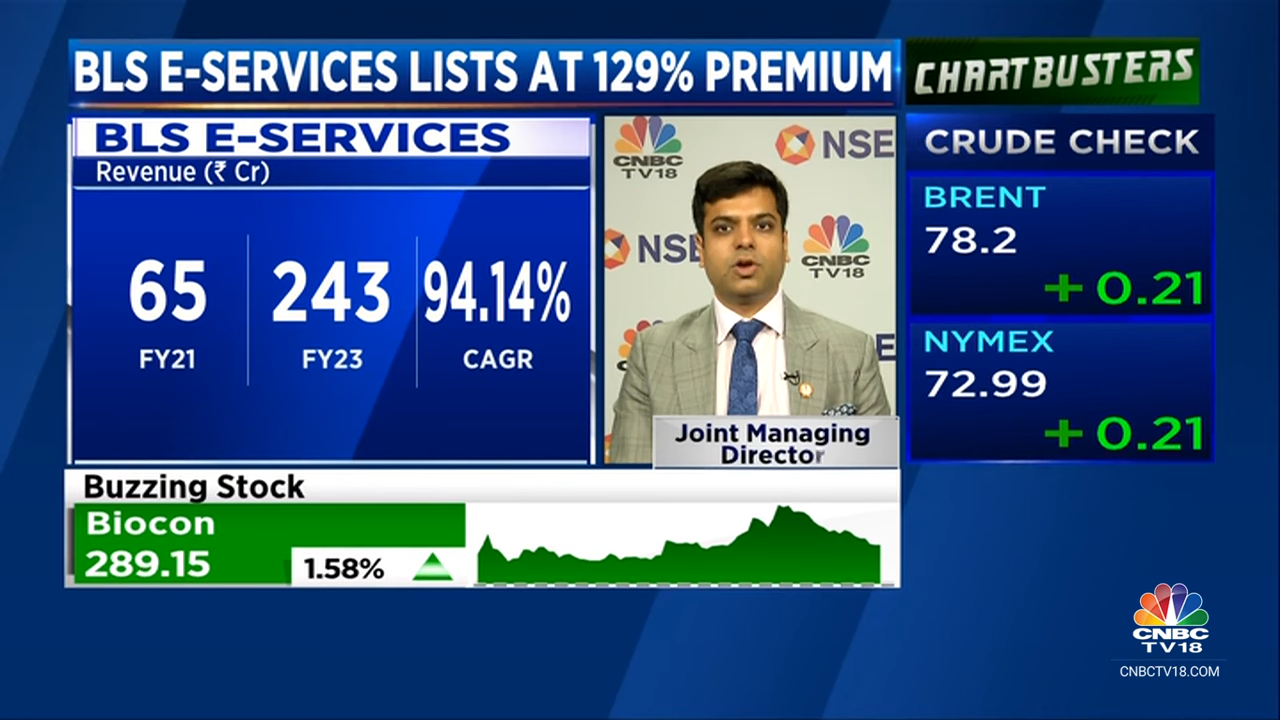 BLS E-SERVICES LISTS AT 129% PREMIUM
CHARTBUSTERS
BLS E-SERVICES
Revenue (₹ Cr)
65
FY21
243
FY23
94.14%
CAGR
CNBC
TV18
NSE
NSE
CNBC
TV18
E
Joint Managing
Director
CRUDE CHECK
BRENT
78.2
+ 0.21
NYMEX
72.99
+ 0.21
Buzzing Stock
Biocon
289.15
1.58%
CNBC
TV18
CNBCTV18.COM